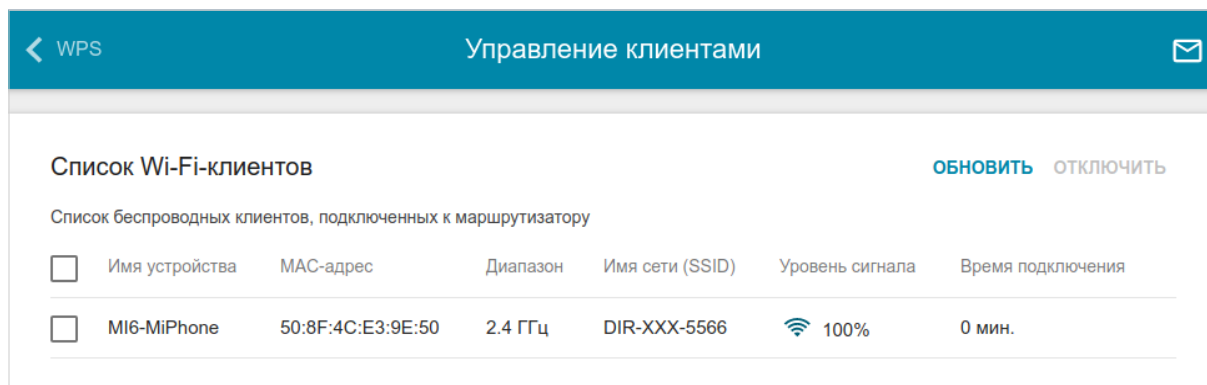 WPS Управление клиентами
Список Wi-Fi-клиентов ОБНОВИТЬ ОТКЛЮЧИТЬ
Список беспроводных клиентов, подключенных к маршрутизатору
Имя устройства MAC-адрес Диапазон Имя сети (SSID) Уровень сигнала Время подключения
MI6-MiPhone 50:8F:4C:E3:9E:50 2.4 ГГц DIR-XXX-5566 100% 0 мин.